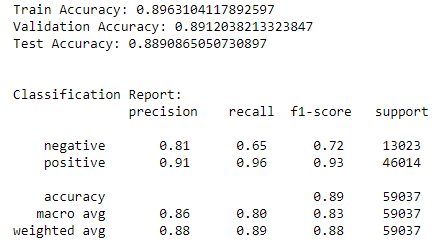 Train Accuracy: 0.8963104117892597
Validation Accuracy: 0.8912038213323847
Test Accuracy: 0.8890865050730897
Classification Report:
precision recall f1-score support
negative 0.81 0.65 0.72 13023
positive 0.91 0.96 0.93 46014
accuracy 0.89 59037
macro avg 0.86 0.80 0.83 59037
weighted avg 0.88 0.89 0.88 59037